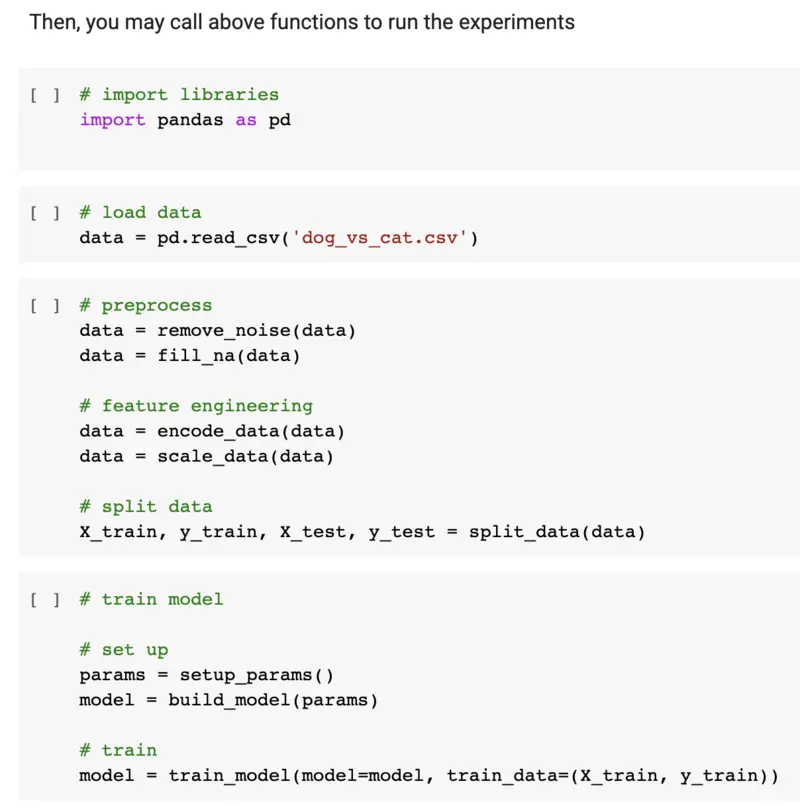 Then, you may call above functions to run the experiments
[ ] # import libraries
import pandas as pd
[ ] # load data
data = pd.read_csv('dog_vs_cat.csv')
[ ] # preprocess
data = remove_noise(data)
data = fill_na(data)
# feature engineering
data = encode_data(data)
data = scale_data(data)
# split data
X_train, y_train, X_test, y_test = split_data(data)
[ ] # train model
# set up
params = setup_params()
model = build_model(params)
# train
model = train_model(model=model, train_data=(X_train, y_train))